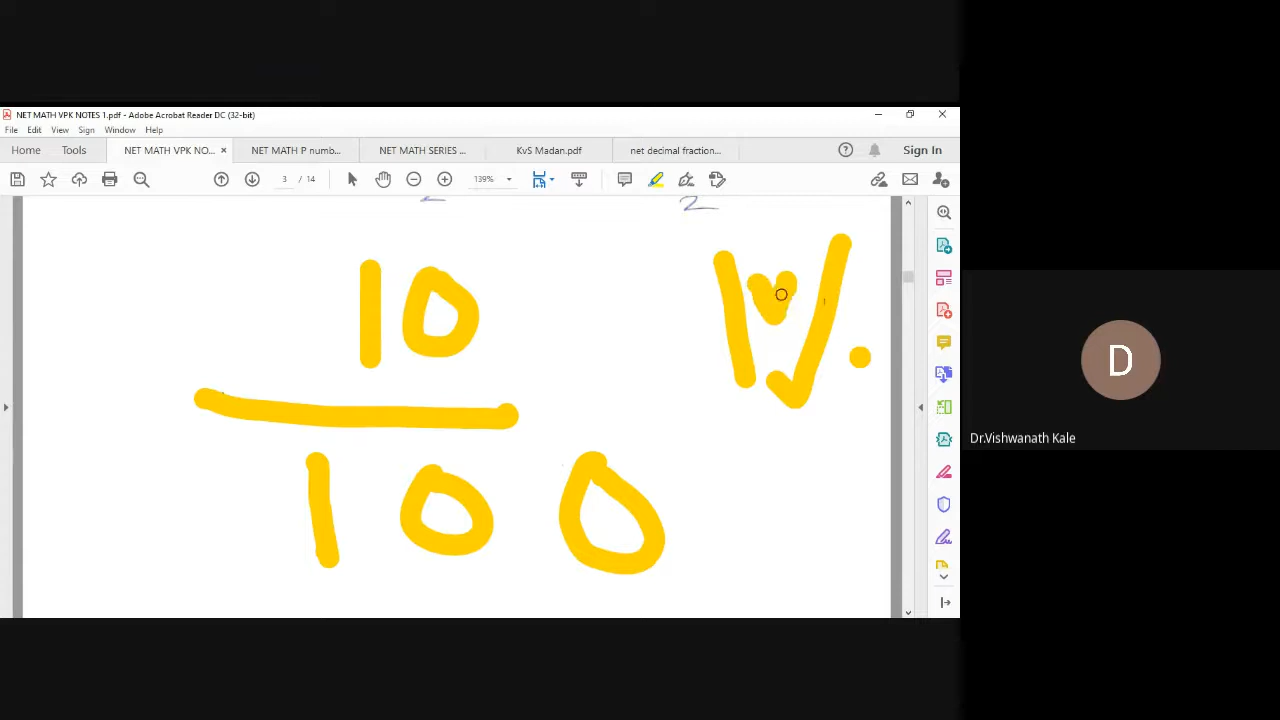 NET MATH VPK NOTES 1.pdf - Adobe Acrobat Reader DC (32-bit)
File Edit View Sign Window Help
Home Tools NET MATH VPK NO... × NET MATH P numb... NET MATH SERIES ... KvS Madan.pdf net decimal fraction... Sign In
3 / 14 139%
2 2
10
100
D
Dr.Vishwanath Kale